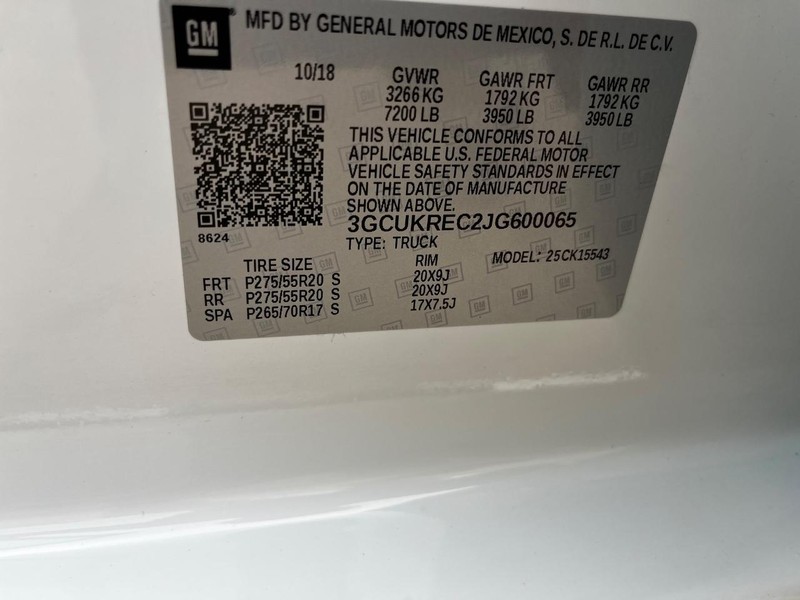 GM ® MFD BY GENERAL MOTORS DE MEXICO, S. DE R.L. DE C.V.
10/18 GVWR GAWR FRT GAWR RR
3266 KG 1792 KG 1792 KG
7200 LB 3950 LB 3950 LB
THIS VEHICLE CONFORMS TO ALL
APPLICABLE U.S. FEDERAL MOTOR
VEHICLE SAFETY STANDARDS IN EFFECT
ON THE DATE OF MANUFACTURE
SHOWN ABOVE.
8624
3GCUKREC2JG600065
TYPE: TRUCK MODEL: 25 CK15543
TIRE SIZE RIM
FRT P275/55R20 S 20X9J
RR P275/55R20 S 20X9J
SPA P265/70R17 S 17X7.5J